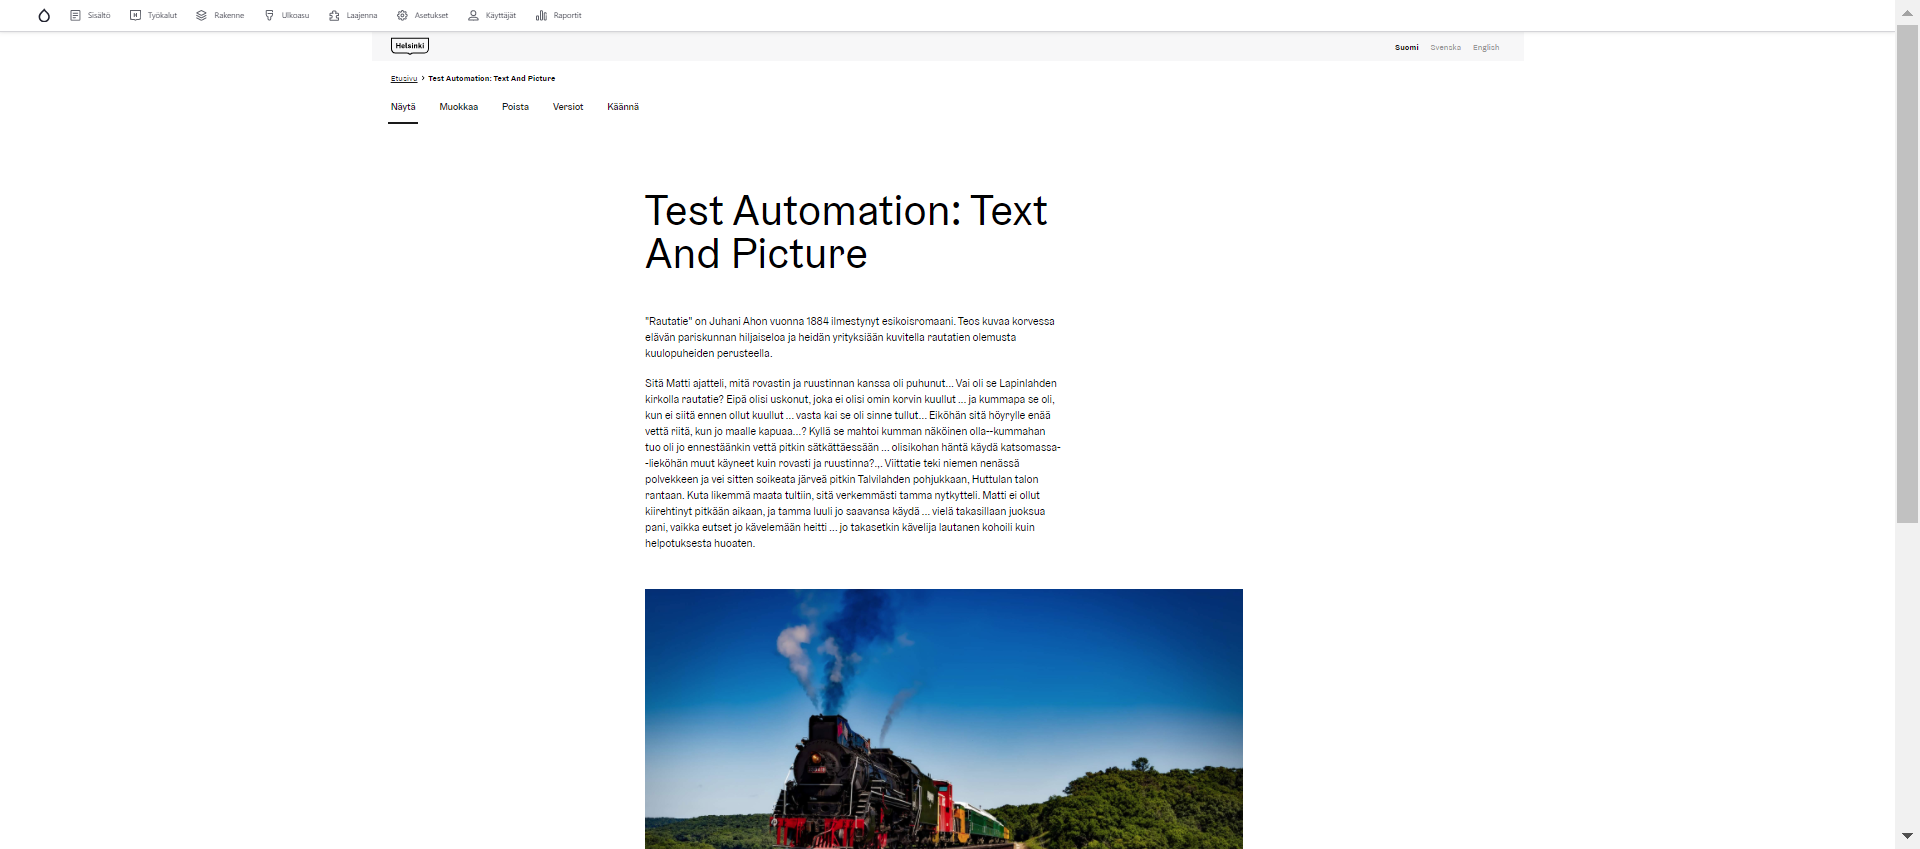 Sisältö Työkalut Rakenne Ulkoasu Laajenna Asetukset Käyttäjät Raportit
Helsinki
Suomi Svenska English
Etusivu > Test Automation: Text And Picture
Näytä Muokkaa Poista Versiot Käännä
Test Automation: Text
And Picture
"Rautatie" on Juhani Ahon vuonna 1884 ilmestynyt esikoisromaani. Teos kuvaa korvessa
elävän pariskunnan hiljaiseloa ja heidän yrityksiään kuvitella rautatien olemusta
kuulopuheiden perusteella.
Sitä Matti ajatteli, mitä rovastin ja ruustinnan kanssa oli puhunut... Vai oli se Lapinlahden
kirkolla rautatie? Eipä olisi uskonut, joka ei olisi omin korvin kuullut ... ja kummapa se oli,
kun ei siitä ennen ollut kuullut ... vasta kai se oli sinne tullut... Eiköhän sitä höyrylle enää
vettä riitä, kun jo maalle kapuaa...? Kyllä se mahtoi kumman näköinen olla--kummahan
tuo oli jo ennestäänkin vettä pitkin sätkättäessään ... olisikohan häntä käydä katsomassa-
-lieköhän muut käyneet kuin rovasti ja ruustinna?.,. Viittatie teki niemen nenässä
polvekkeen ja vei sitten soikeata järveä pitkin Talvilahden pohjukkaan, Huttulan talon
rantaan. Kuta likemmä maata tultiin, sitä verkemmästi tamma nytkytteli. Matti ei ollut
kiirehtinyt pitkään aikaan, ja tamma luuli jo saavansa käydä ... vielä takasillaan juoksua
pani, vaikka eutset jo kävelemään heitti ... jo takasetkin kävelija lautanen kohoili kuin
helpotuksesta huoaten.